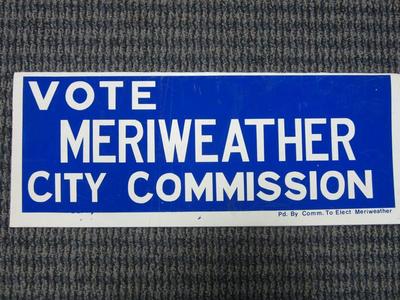 VOTE
MERIWEATHER
CITY COMMISSION
Pd. By Comm. To Elect Meriweather